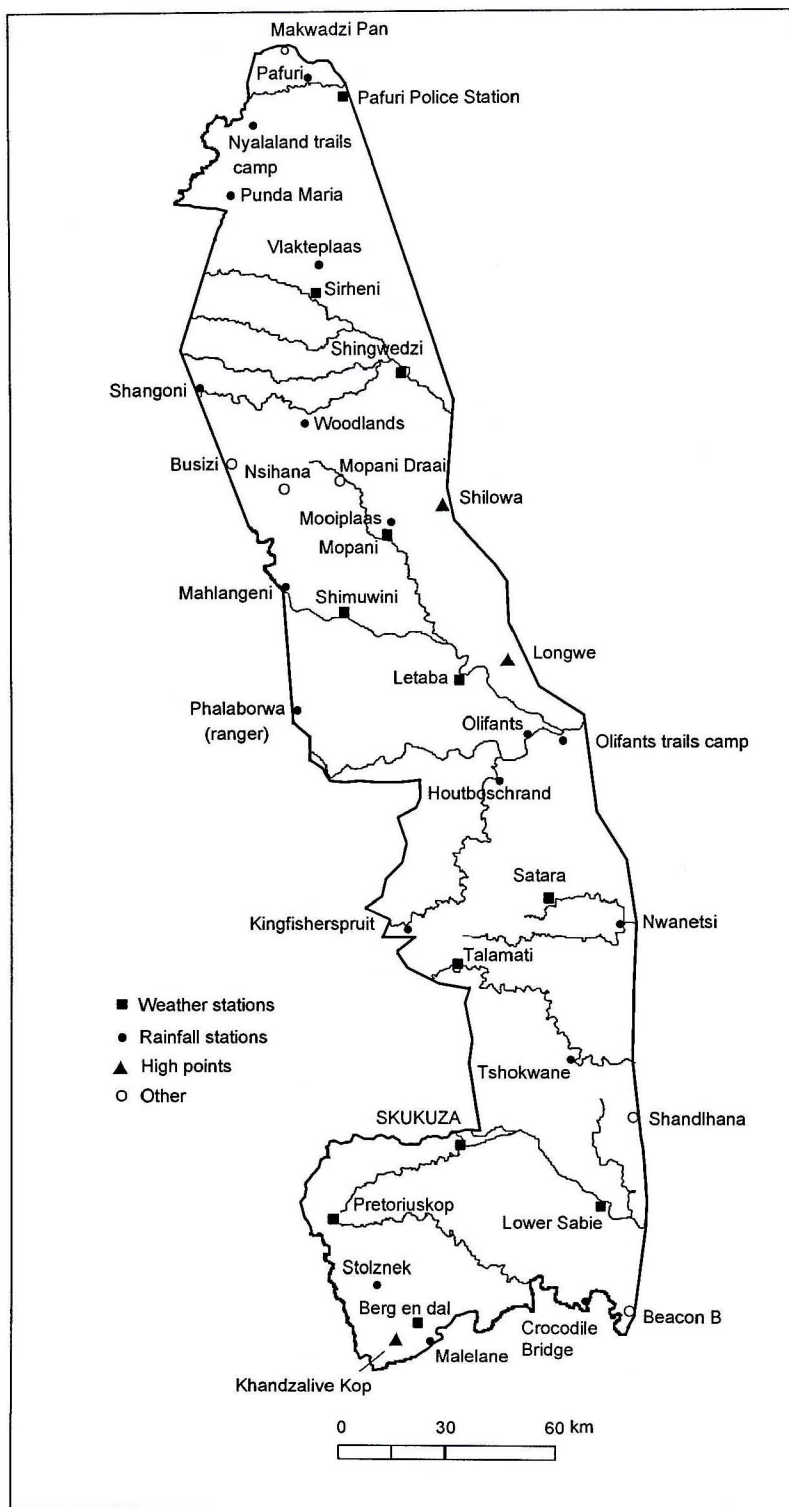 Makwadzi Pan
Pafuri
Pafuri Police Station
Nyalaland trails
camp
Punda Maria
Vlakteplaas
Sirheni
Shingwedzi
Shangoni
Woodlands
Busizi
Nsihana
Mopani Draai
Shilowa
Mooiplaas
Mopani
Mahlangeni
Shimuwini
Longwe
Letaba
Phalaborwa
(ranger)
Olifants
Olifants trails camp
Houtboschrand
Satara
Kingfisherspruit
Nwanetsi
Talamati
Weather stations
Rainfall stations
High points
Other
Tshokwane
SKUKUZA
Shandlhana
Pretoriuskop
Lower Sabie
Stolznek
Berg en dal
Beacon B
Crocodile
Bridge
Malelane
Khandzalive Kop
0 30 60 km